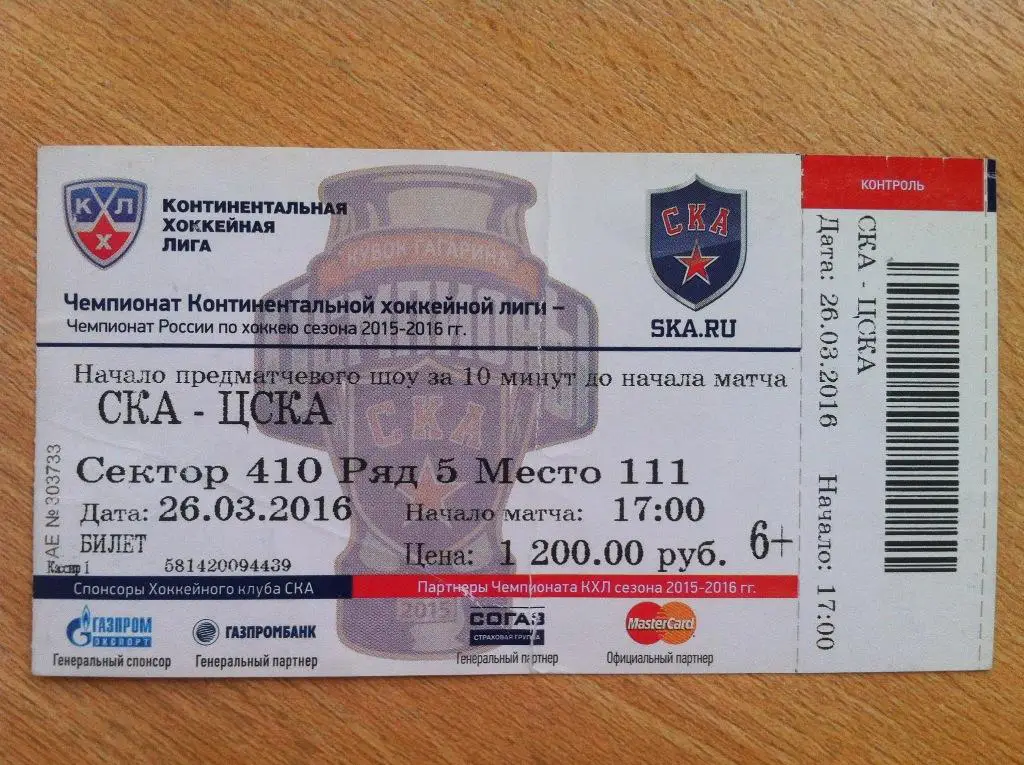 КХЛ
Х
КОНТИНЕНТАЛЬНАЯ
ХОККЕЙНАЯ
ЛИГА
КУБОК ГАГАРИНА
СКА
SKA.RU
Чемпионат Континентальной хоккейной лиги –
Чемпионат России по хоккею сезона 2015-2016 гг.
Начало предматчевого шоу за 10 минут до начала матча
СКА - ЦСКА
СКА
Сектор 410 Ряд 5 Место 111
Дата: 26.03.2016 Начало матча: 17:00
БИЛЕТ Цена: 1 200.00 руб. 6+
Кассир 1 581420094439
АЕ № 303733
Спонсоры Хоккейного клуба СКА Партнеры Чемпионата КХЛ сезона 2015-2016 гг.
2015
ГАЗПРОМ
ЭКСПОРТ
Генеральный спонсор
ГАЗПРОМБАНК
Генеральный партнер
СОГАЗ
СТРАХОВАЯ ГРУППА
Генеральный партнер
MasterCard
Официальный партнер
КОНТРОЛЬ
СКА - ЦСКА
Дата: 26.03.2016 Начало: 17:00